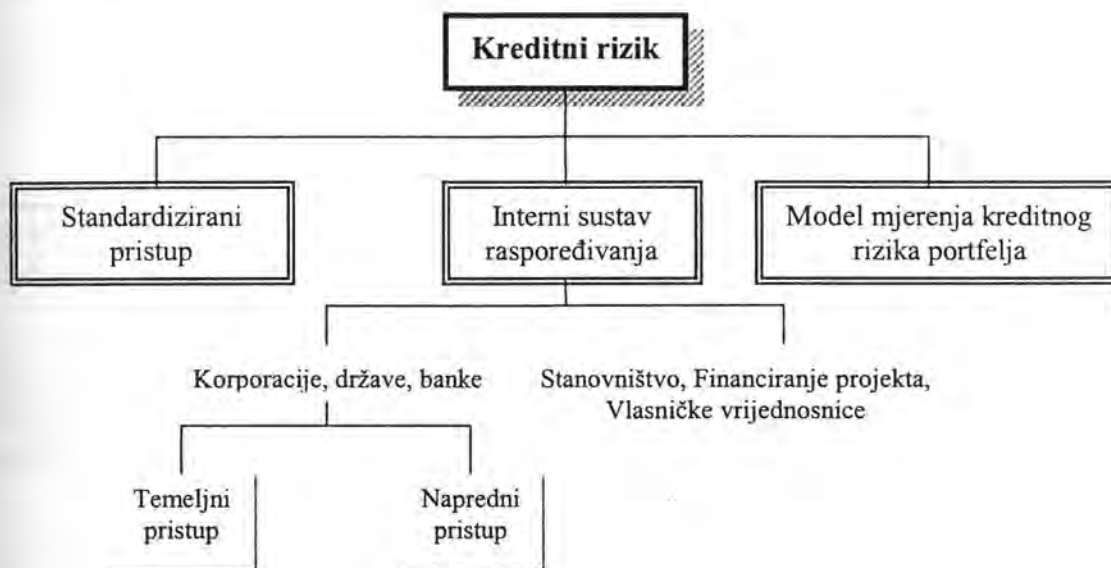 Kreditni rizik
Standardizirani
pristup
Interni sustav
raspoređivanja
Model mjerenja kreditnog
rizika portfelja
Korporacije, države, banke
Stanovništvo, Financiranje projekta,
Vlasničke vrijednosnice
Temeljni
pristup
Napredni
pristup